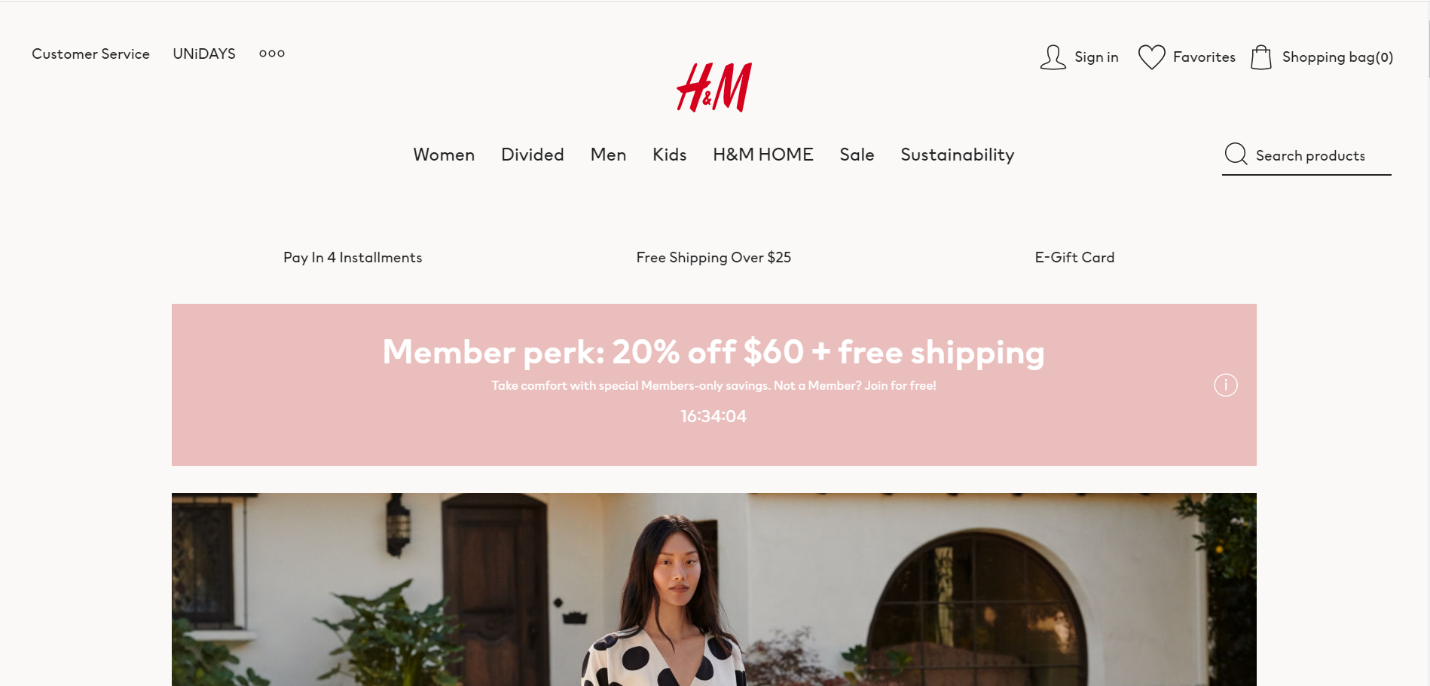 Customer Service UNiDAYS
Sign in Favorites Shopping bag(0)
H&M
Women Divided Men Kids H&M HOME Sale Sustainability
Search products
Pay In 4 Installments Free Shipping Over $25 E-Gift Card
Member perk: 20% off $60 + free shipping
Take comfort with special Members-only savings. Not a Member? Join for free!
16:34:04